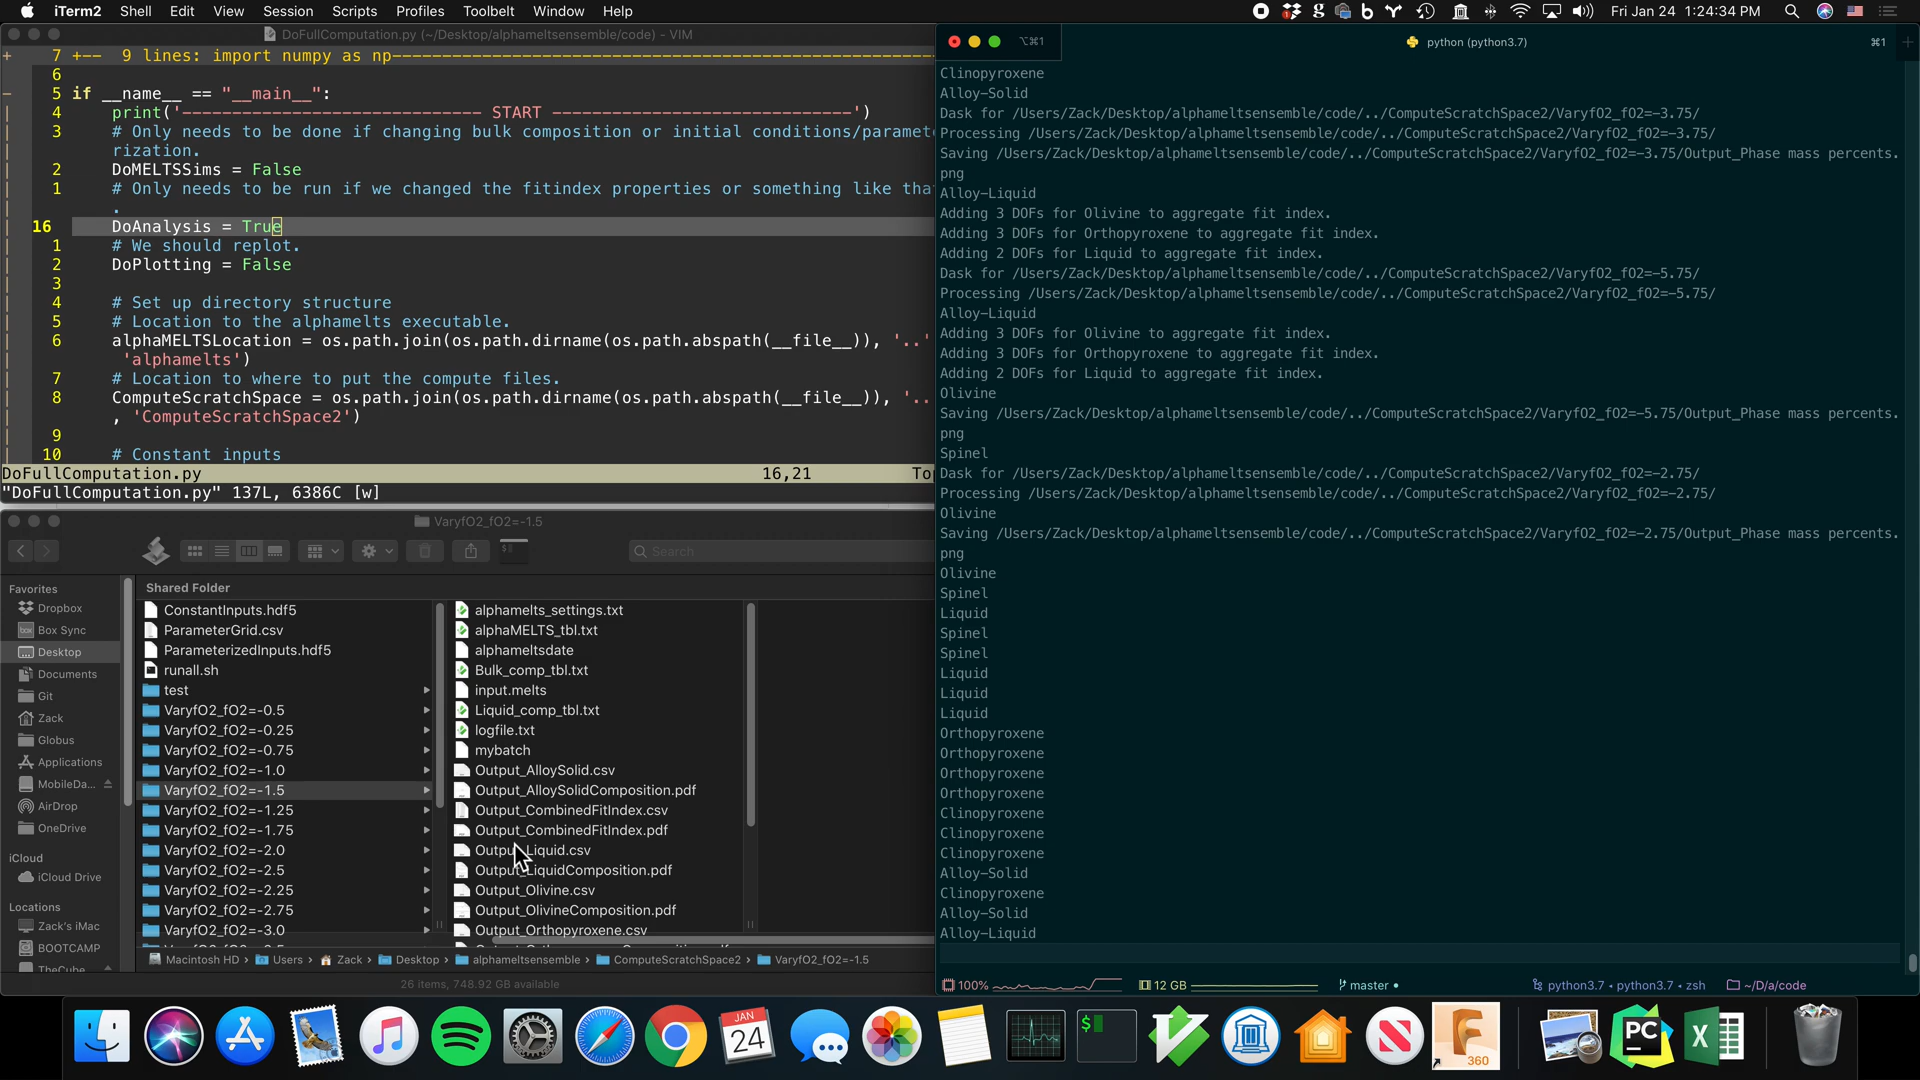 iTerm2 Shell Edit View Session Scripts Profiles Toolbelt Window Help
Fri Jan 24 1:24:34 PM
DoFullComputation.py (~/Desktop/alphameltsensemble/code) - VIM
+ 7 +-- 9 lines: import numpy as np
6
5 if __name__ == "__main__":
4 print('------------------------------ START ------------------------------')
3 # Only needs to be done if changing bulk composition or initial conditions/paramet
rization.
2 DoMELTSSims = False
1 # Only needs to be run if we changed the fitindex properties or something like tha
.
16 DoAnalysis = True
1 # We should replot.
2 DoPlotting = False
3
4 # Set up directory structure
5 # Location to the alphamelts executable.
6 alphaMELTSLocation = os.path.join(os.path.dirname(os.path.abspath(__file__)), '..'
'alphamelts')
7 # Location to where to put the compute files.
8 ComputeScratchSpace = os.path.join(os.path.dirname(os.path.abspath(__file__)), '..
, 'ComputeScratchSpace2')
9
10 # Constant inputs
DoFullComputation.py 16,21 To
"DoFullComputation.py" 137L, 6386C [w]
VaryfO2_fO2=-1.5
Search
Favorites
Dropbox
Box Sync
Desktop
Documents
Git
Zack
Globus
Applications
MobileDa...
AirDrop
OneDrive
iCloud
iCloud Drive
Locations
Zack's iMac
BOOTCAMP
TheCube
Shared Folder
ConstantInputs.hdf5
ParameterGrid.csv
ParameterizedInputs.hdf5
runall.sh
test
VaryfO2_fO2=-0.5
VaryfO2_fO2=-0.25
VaryfO2_fO2=-0.75
VaryfO2_fO2=-1.0
VaryfO2_fO2=-1.5
VaryfO2_fO2=-1.25
VaryfO2_fO2=-1.75
VaryfO2_fO2=-2.0
VaryfO2_fO2=-2.5
VaryfO2_fO2=-2.25
VaryfO2_fO2=-2.75
VaryfO2_fO2=-3.0
alphamelts_settings.txt
alphaMELTS_tbl.txt
alphameltsdate
Bulk_comp_tbl.txt
input.melts
Liquid_comp_tbl.txt
logfile.txt
mybatch
Output_AlloySolid.csv
Output_AlloySolidComposition.pdf
Output_CombinedFitIndex.csv
Output_CombinedFitIndex.pdf
Output_Liquid.csv
Output_LiquidComposition.pdf
Output_Olivine.csv
Output_OlivineComposition.pdf
Output_Orthopyroxene.csv
Macintosh HD › Users › Zack › Desktop › alphameltsensemble › ComputeScratchSpace2 › VaryfO2_fO2=-1.5
26 items, 748.92 GB available
⌥⌘1 python (python3.7) ⌘1
Clinopyroxene
Alloy-Solid
Dask for /Users/Zack/Desktop/alphameltsensemble/code/../ComputeScratchSpace2/VaryfO2_fO2=-3.75/
Processing /Users/Zack/Desktop/alphameltsensemble/code/../ComputeScratchSpace2/VaryfO2_fO2=-3.75/
Saving /Users/Zack/Desktop/alphameltsensemble/code/../ComputeScratchSpace2/VaryfO2_fO2=-3.75/Output_Phase mass percents.
png
Alloy-Liquid
Adding 3 DOFs for Olivine to aggregate fit index.
Adding 3 DOFs for Orthopyroxene to aggregate fit index.
Adding 2 DOFs for Liquid to aggregate fit index.
Dask for /Users/Zack/Desktop/alphameltsensemble/code/../ComputeScratchSpace2/VaryfO2_fO2=-5.75/
Processing /Users/Zack/Desktop/alphameltsensemble/code/../ComputeScratchSpace2/VaryfO2_fO2=-5.75/
Alloy-Liquid
Adding 3 DOFs for Olivine to aggregate fit index.
Adding 3 DOFs for Orthopyroxene to aggregate fit index.
Adding 2 DOFs for Liquid to aggregate fit index.
Olivine
Saving /Users/Zack/Desktop/alphameltsensemble/code/../ComputeScratchSpace2/VaryfO2_fO2=-5.75/Output_Phase mass percents.
png
Spinel
Dask for /Users/Zack/Desktop/alphameltsensemble/code/../ComputeScratchSpace2/VaryfO2_fO2=-2.75/
Processing /Users/Zack/Desktop/alphameltsensemble/code/../ComputeScratchSpace2/VaryfO2_fO2=-2.75/
Olivine
Saving /Users/Zack/Desktop/alphameltsensemble/code/../ComputeScratchSpace2/VaryfO2_fO2=-2.75/Output_Phase mass percents.
png
Olivine
Spinel
Liquid
Spinel
Spinel
Liquid
Liquid
Liquid
Orthopyroxene
Orthopyroxene
Orthopyroxene
Orthopyroxene
Clinopyroxene
Clinopyroxene
Clinopyroxene
Alloy-Solid
Clinopyroxene
Alloy-Solid
Alloy-Liquid
100% 12 GB master python3.7 • python3.7 • zsh ~/D/a/code
JAN
24
$
360
PC
X